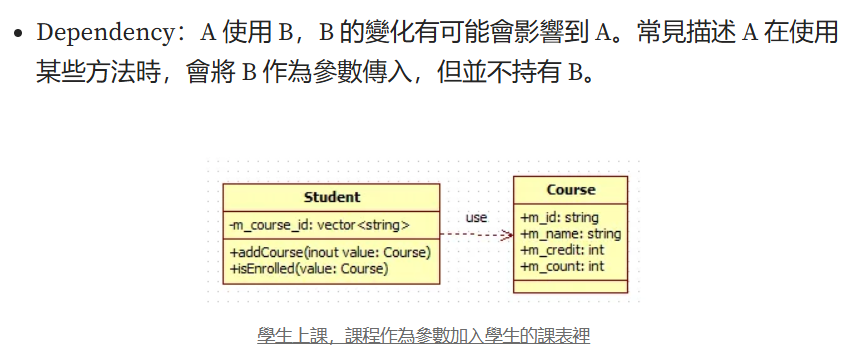 Dependency：A 使用 B，B 的變化有可能會影響到 A。常見描述 A 在使用
某些方法時，會將 B 作為參數傳入，但並不持有 B。
Student
-m_course_id: vector<string>
+addCourse(inout value: Course)
+isEnrolled(value: Course)
use
Course
+m_id: string
+m_name: string
+m_credit: int
+m_count: int
學生上課，課程作為參數加入學生的課表裡